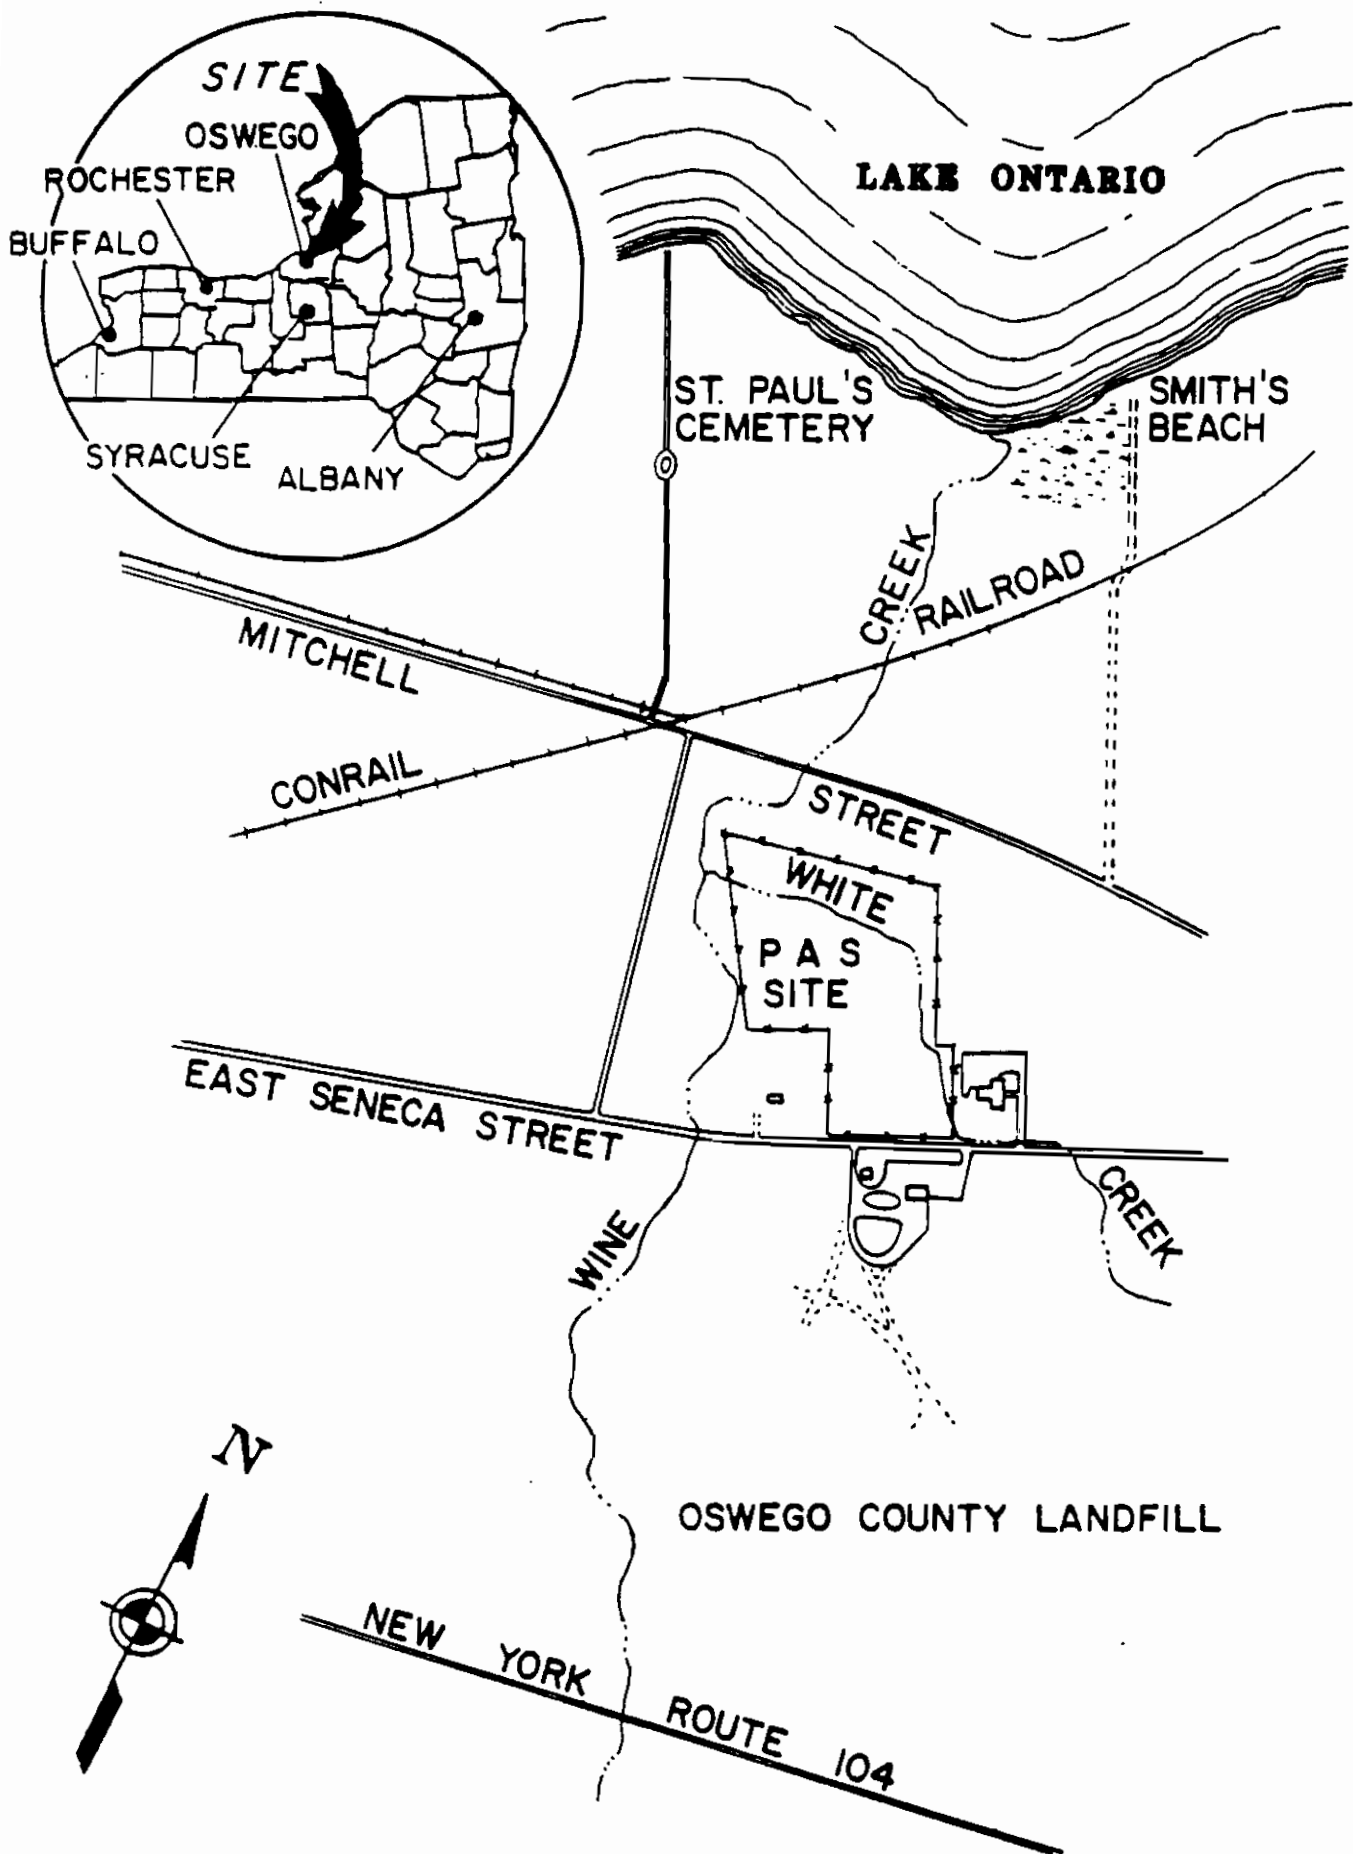 SITE
OSWEGO
ROCHESTER
BUFFALO
SYRACUSE
ALBANY
LAKE ONTARIO
ST. PAUL'S
CEMETERY
SMITH'S
BEACH
CREEK
RAILROAD
MITCHELL
CONRAIL
STREET
WHITE
P A S
SITE
EAST SENECA STREET
CREEK
WINE
N
OSWEGO COUNTY LANDFILL
NEW YORK ROUTE 104